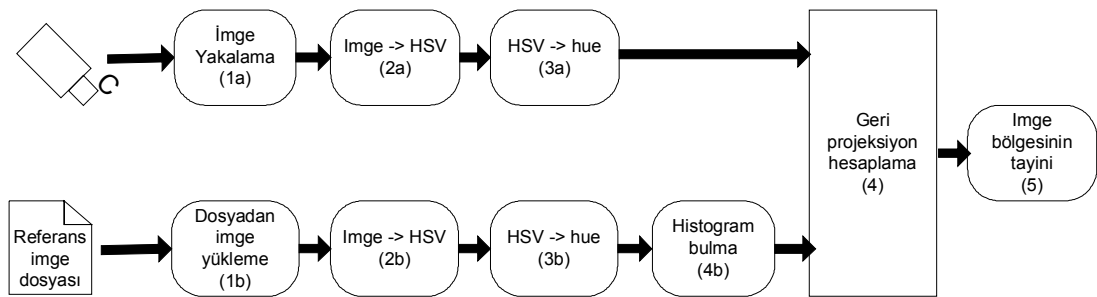 İmge
Yakalama
(1a)
Imge -> HSV
(2a)
HSV -> hue
(3a)
Geri
projeksiyon
hesaplama
(4)
Imge
bölgesinin
tayini
(5)
Referans
imge
dosyası
Dosyadan
imge
yükleme
(1b)
Imge -> HSV
(2b)
HSV -> hue
(3b)
Histogram
bulma
(4b)